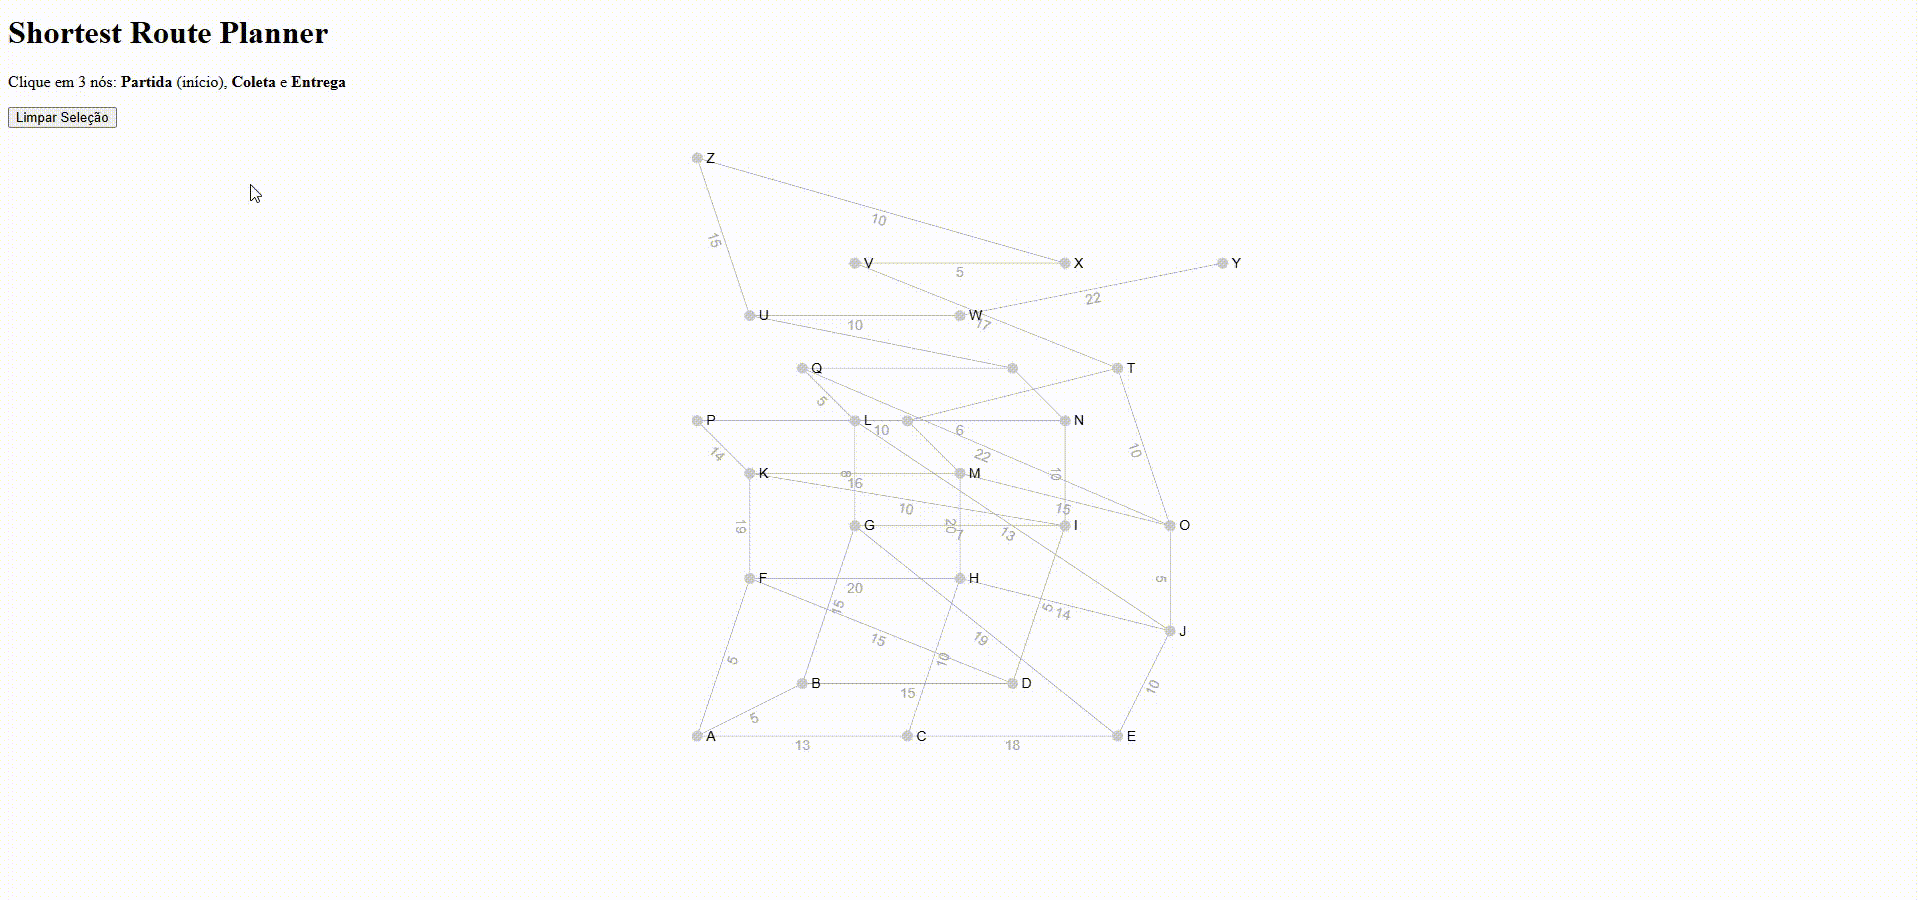 Shortest Route Planner
Clique em 3 nós: Partida (início), Coleta e Entrega
Limpar Seleção
Z
10
15
V
X
Y
5
22
U
W
10
17
Q
T
5
P
L
N
10
6
14
22
10
K
M
8
16
10
10
15
19
G
20
7
13
I
O
F
H
20
5
15
5
14
15
19
J
5
10
B
D
15
10
5
A
C
E
13
18